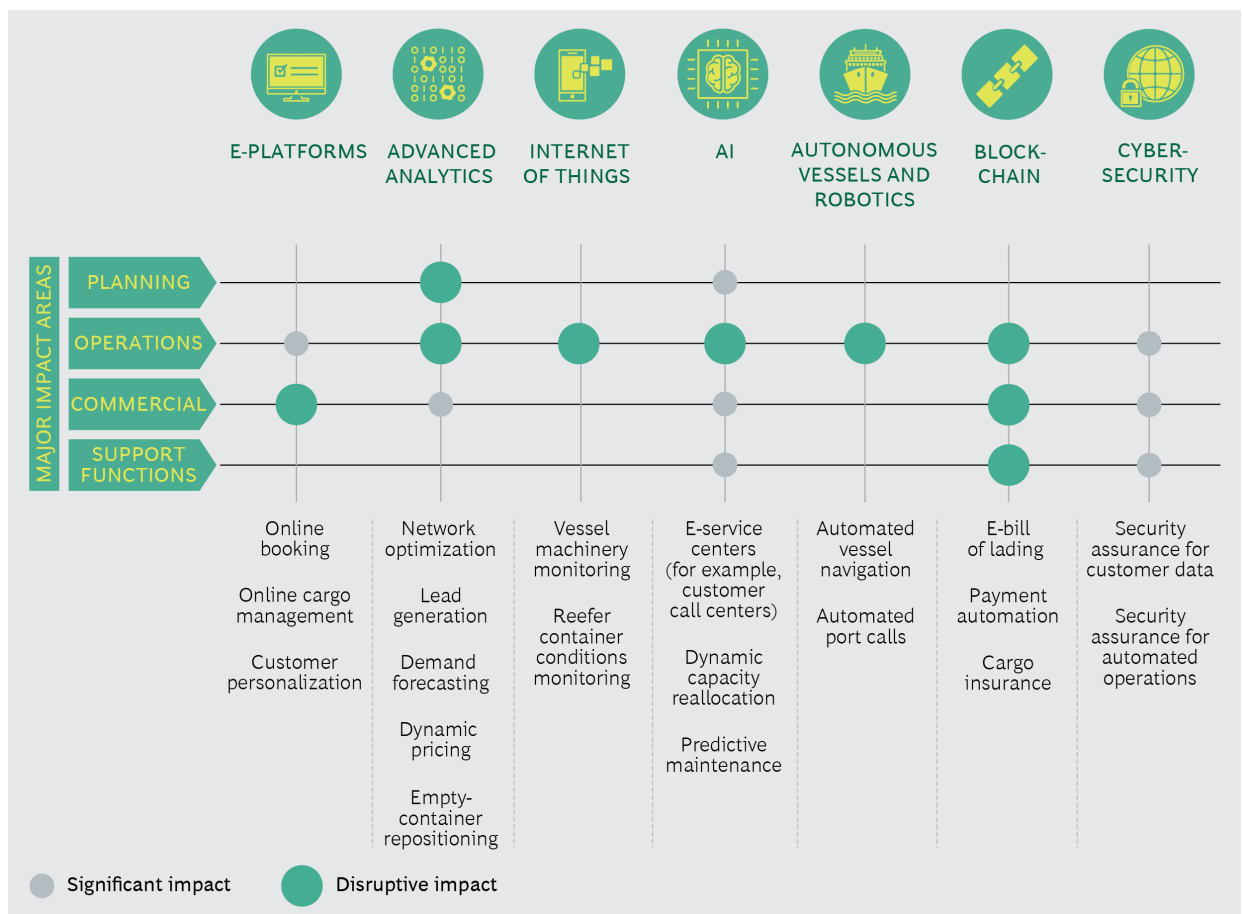 E-PLATFORMS
ADVANCED
ANALYTICS
INTERNET
OF THINGS
AI
AUTONOMOUS
VESSELS AND
ROBOTICS
BLOCK-
CHAIN
CYBER-
SECURITY
MAJOR IMPACT AREAS
PLANNING
OPERATIONS
COMMERCIAL
SUPPORT
FUNCTIONS
Online
booking
Online cargo
management
Customer
personalization
Network
optimization
Lead
generation
Demand
forecasting
Dynamic
pricing
Empty-
container
repositioning
Vessel
machinery
monitoring
Reefer
container
conditions
monitoring
E-service
centers
(for example,
customer
call centers)
Dynamic
capacity
reallocation
Predictive
maintenance
Automated
vessel
navigation
Automated
port calls
E-bill
of lading
Payment
automation
Cargo
insurance
Security
assurance for
customer data
Security
assurance for
automated
operations
Significant impact
Disruptive impact